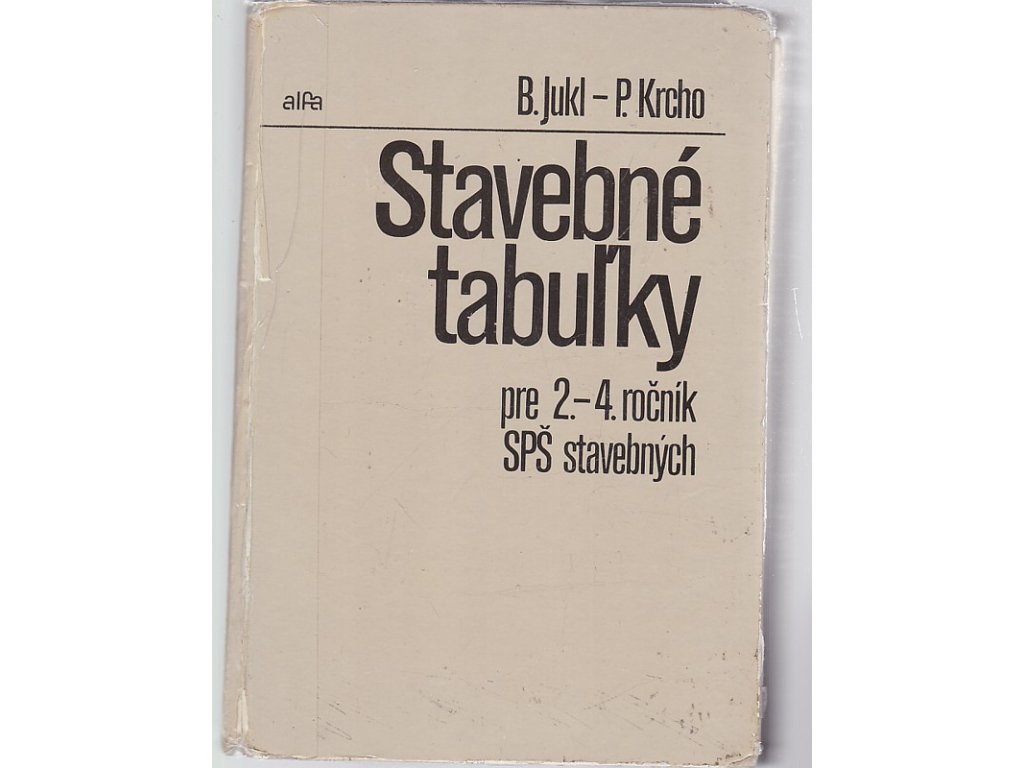 alfa
B. Jukl – P. Krcho
Stavebné
tabuľky
pre 2.–4. ročník
SPŠ stavebných